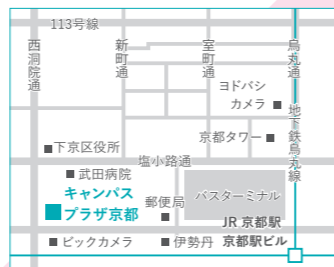 113号線
西洞院通
新町通
室町通
烏丸通
ヨドバシ
カメラ
地下鉄烏丸線
京都タワー
下京区役所
塩小路通
武田病院
キャンパス
プラザ京都
郵便局
バスターミナル
JR 京都駅
ビックカメラ
伊勢丹
京都駅ビル